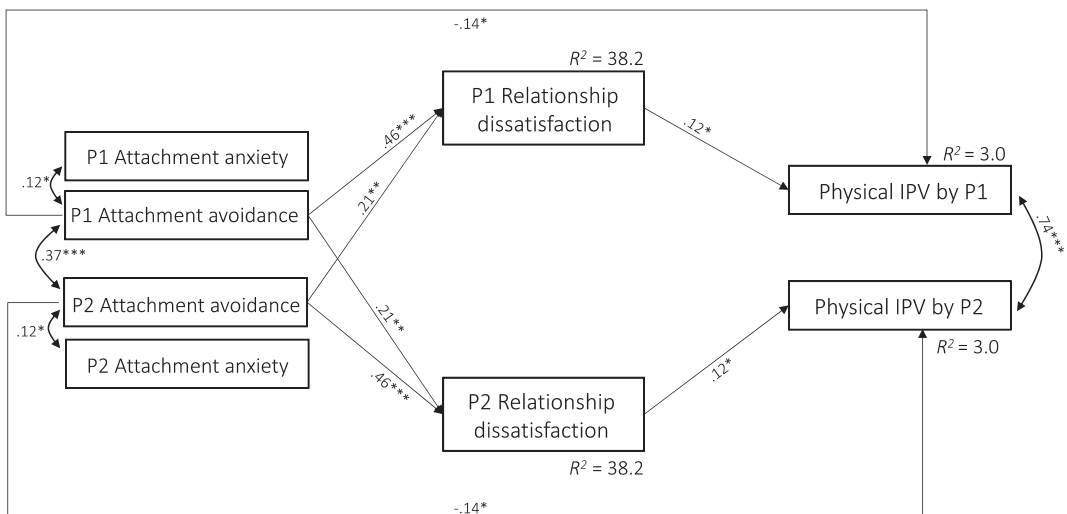 -.14*
R² = 38.2
P1 Relationship
dissatisfaction
.46***
.12*
P1 Attachment anxiety
R² = 3.0
.12*
Physical IPV by P1
.21**
P1 Attachment avoidance
.74***
.37***
P2 Attachment avoidance
Physical IPV by P2
.21**
.12*
R² = 3.0
P2 Attachment anxiety
.46***
.12*
P2 Relationship
dissatisfaction
R² = 38.2
-.14*